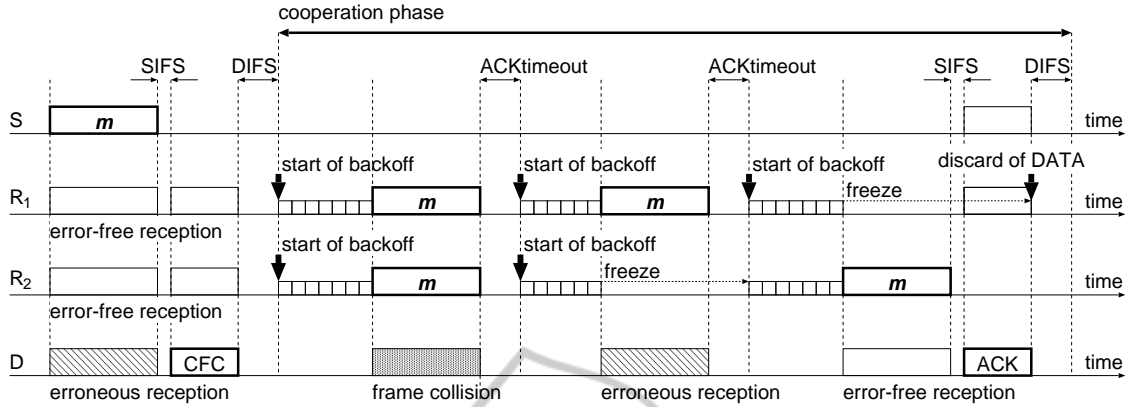 cooperation phase
SIFS DIFS ACKtimeout ACKtimeout SIFS DIFS
S m time
start of backoff start of backoff start of backoff discard of DATA
R1 m m freeze time
error-free reception
start of backoff start of backoff
R2 m freeze m time
error-free reception
D CFC ACK time
erroneous reception frame collision erroneous reception error-free reception